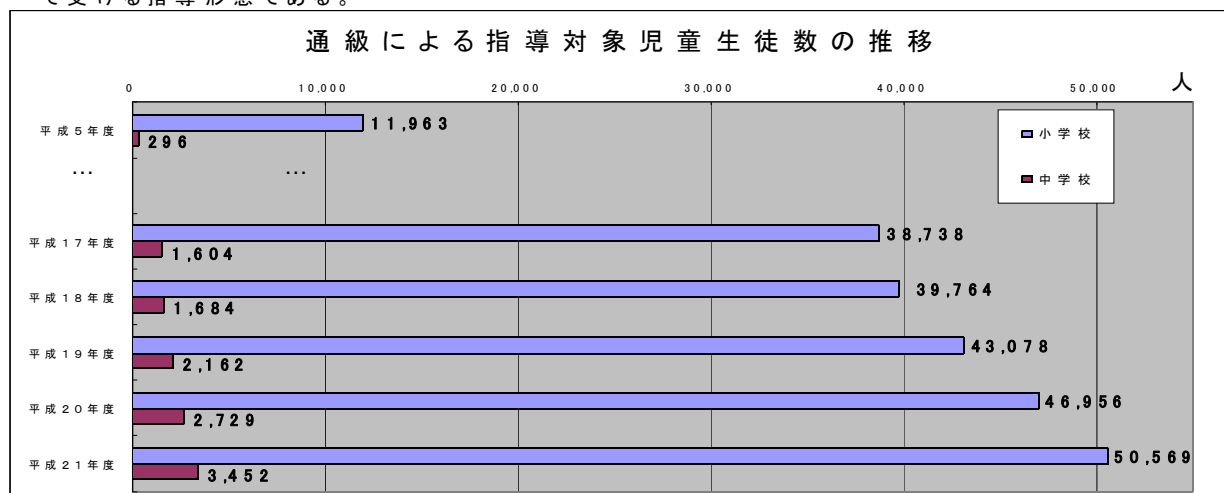 で受ける指導形態である。
通級による指導対象児童生徒数の推移
0 10,000 20,000 30,000 40,000 50,000 人
平成5年度 11,963
296
… …
小学校
中学校
平成17年度 38,738
1,604
平成18年度 39,764
1,684
平成19年度 43,078
2,162
平成20年度 46,956
2,729
平成21年度 50,569
3,452